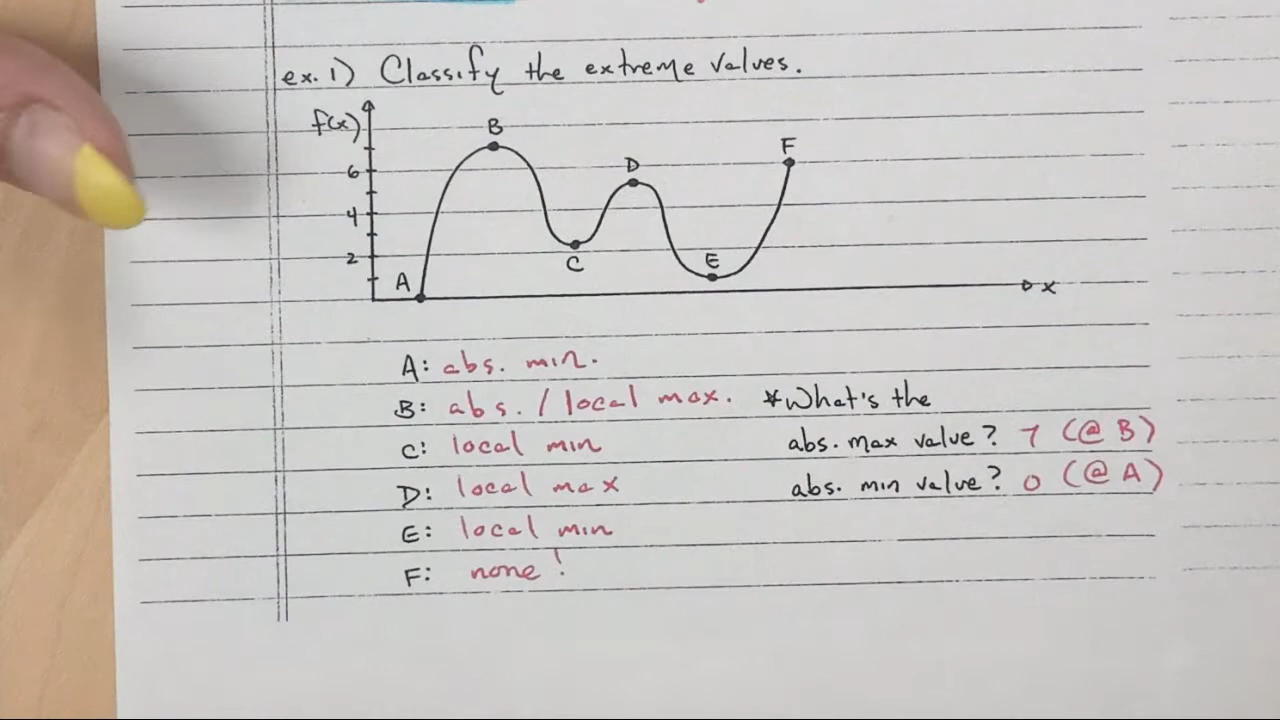 ex. 1) Classify the extreme values.
f(x)
B
F
D
6
4
C
E
2
A
x
A: abs. min.
B: abs. / local max. *What's the
C: local min abs. max value? 7 (@ B)
D: local max abs. min value? 0 (@ A)
E: local min
F: none!